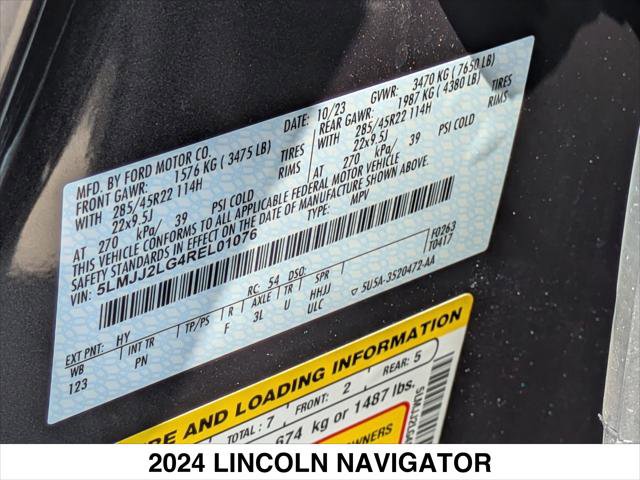 MFD. BY FORD MOTOR CO.
DATE: 10/23 GVWR: 3470 KG ( 7650 LB)
FRONT GAWR: 1576 KG ( 3475 LB) REAR GAWR: 1987 KG ( 4380 LB)
WITH 285/45R22 114H TIRES WITH 285/45R22 114H TIRES
22x9.5J RIMS 22x9.5J RIMS
AT 270 kPa/ 39 PSI COLD AT 270 kPa/ 39 PSI COLD
THIS VEHICLE CONFORMS TO ALL APPLICABLE FEDERAL MOTOR VEHICLE
SAFETY STANDARDS IN EFFECT ON THE DATE OF MANUFACTURE SHOWN ABOVE.
VIN: 5LMJJ2LG4REL01076 TYPE: MPV
F0263
T0417
EXT PNT: HY RC: 54 DSO:
WB INT TR TP/PS R AXLE TR SPR
123 PN F 3L U HHJJ
ULC 5U5A-3520472-AA
RE AND LOADING INFORMATION
TOTAL: 7 FRONT: 2 REAR: 5
674 kg or 1487 lbs.
OWNERS
2024 LINCOLN NAVIGATOR